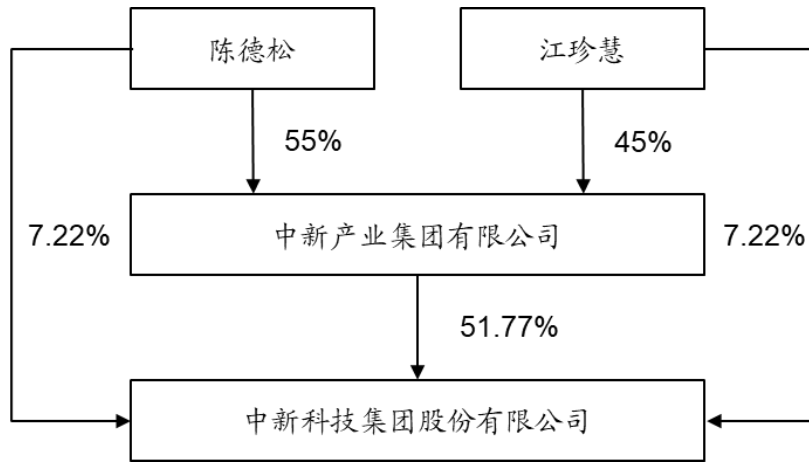 陈德松
江珍慧
55%
45%
7.22%
中新产业集团有限公司
7.22%
51.77%
中新科技集团股份有限公司